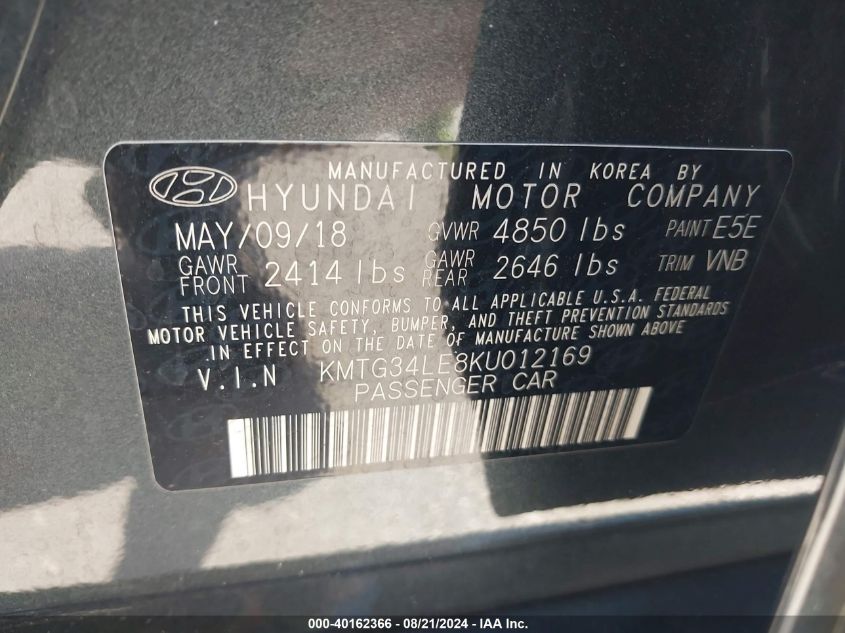 MANUFACTURED IN KOREA BY
HYUNDAI MOTOR COMPANY
MAY/09/18 GVWR 4850 lbs PAINT E5E
GAWR FRONT 2414 lbs GAWR REAR 2646 lbs TRIM VNB
THIS VEHICLE CONFORMS TO ALL APPLICABLE U.S.A. FEDERAL
MOTOR VEHICLE SAFETY, BUMPER, AND THEFT PREVENTION STANDARDS
IN EFFECT ON THE DATE OF MANUFACTURE SHOWN ABOVE.
V.I.N KMTG34LE8KU012169
PASSENGER CAR
000-40162366 - 08/21/2024 - IAA Inc.